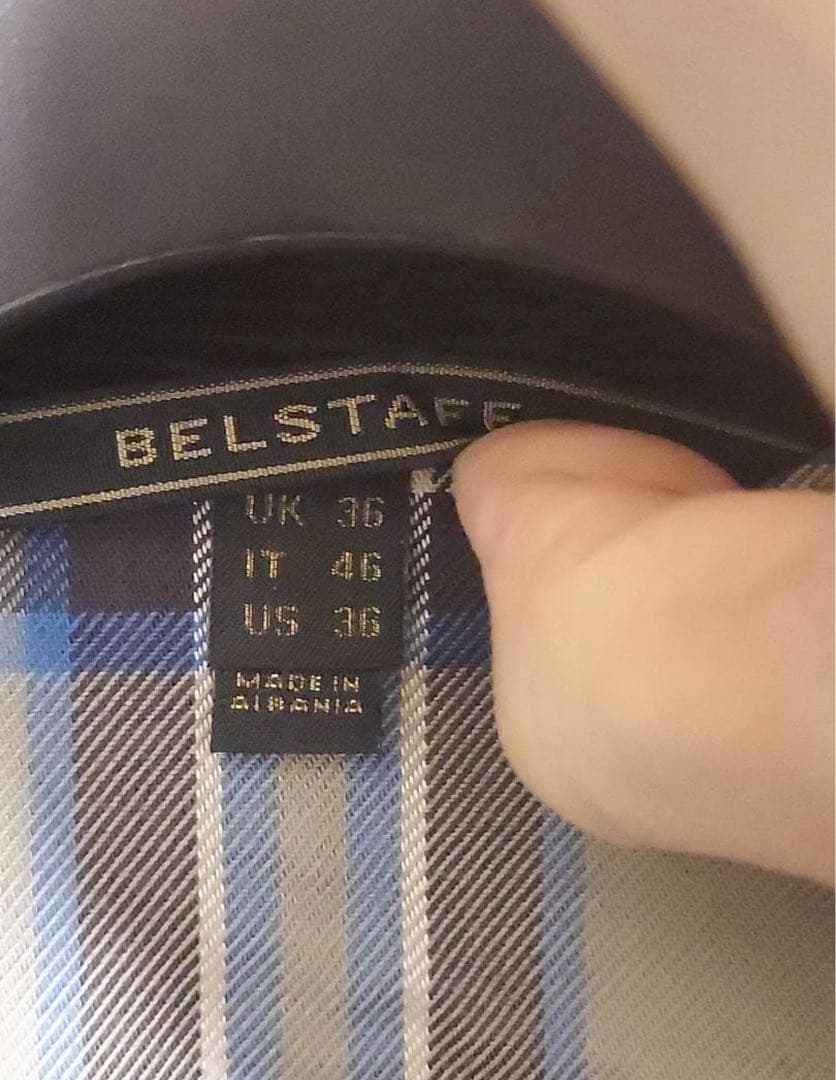 BELSTAFF
UK 36
IT 46
US 36
MADE IN
ALBANIA